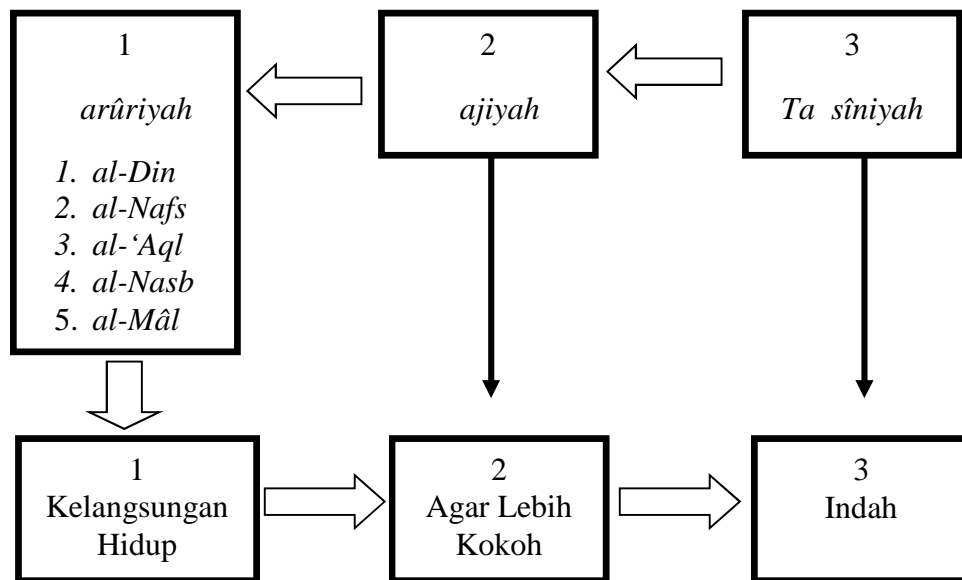 1
arûriyah
1. al-Din
2. al-Nafs
3. al-‘Aql
4. al-Nasb
5. al-Mâl
2
ajiyah
3
Ta sîniyah
1
Kelangsungan
Hidup
2
Agar Lebih
Kokoh
3
Indah